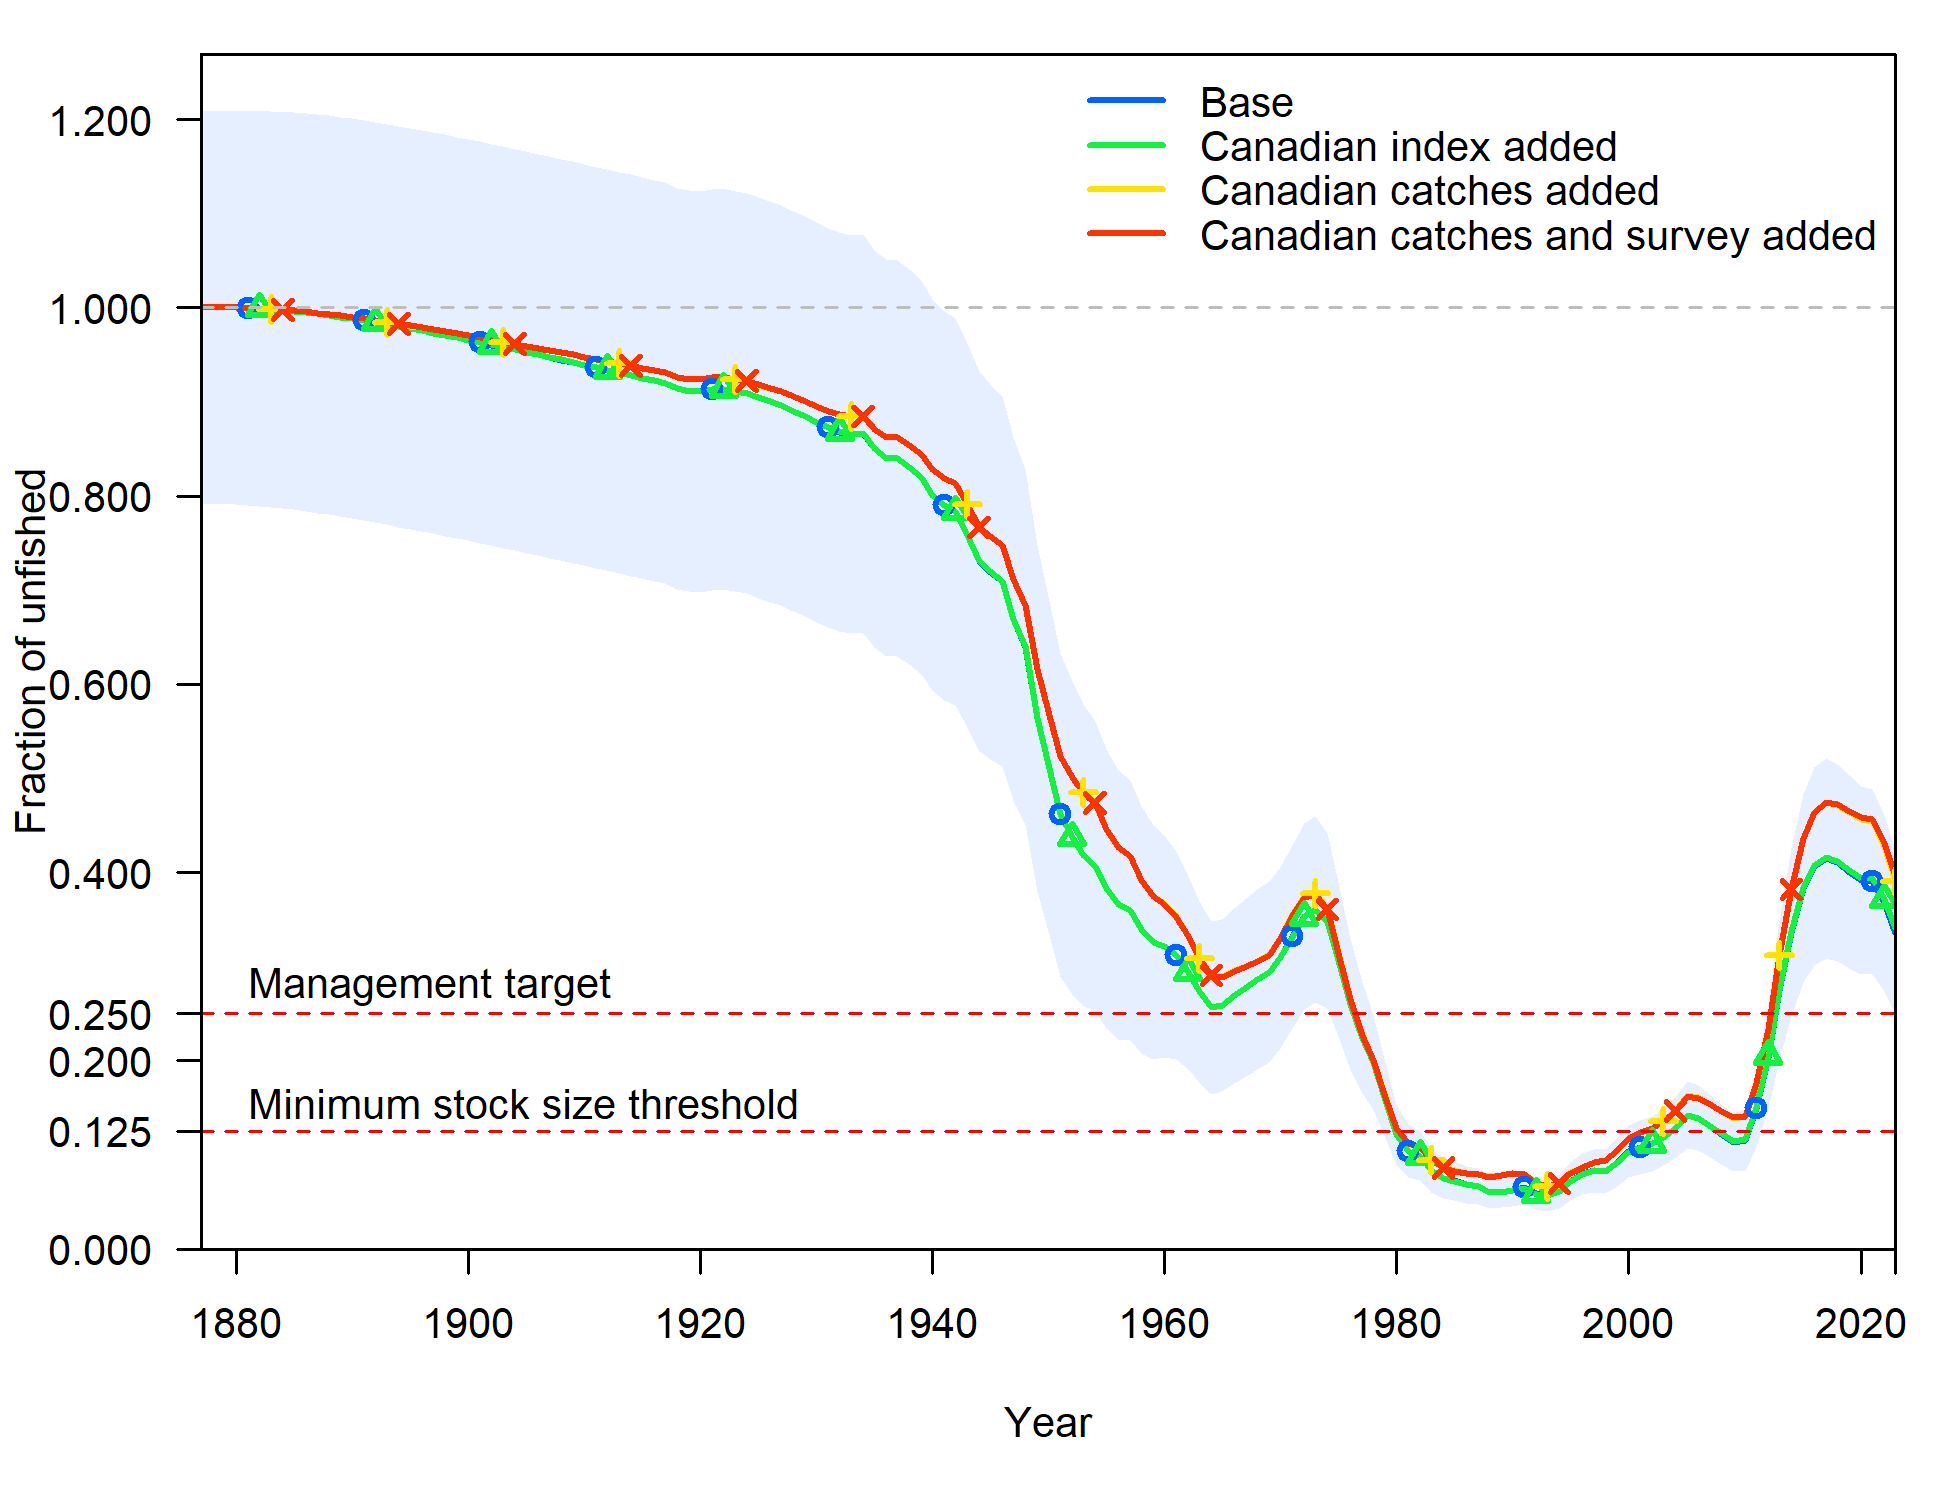 Base
Canadian index added
Canadian catches added
Canadian catches and survey added
1.200
1.000
0.800
0.600
0.400
0.250
0.200
0.125
0.000
Fraction of unfished
Management target
Minimum stock size threshold
1880 1900 1920 1940 1960 1980 2000 2020
Year